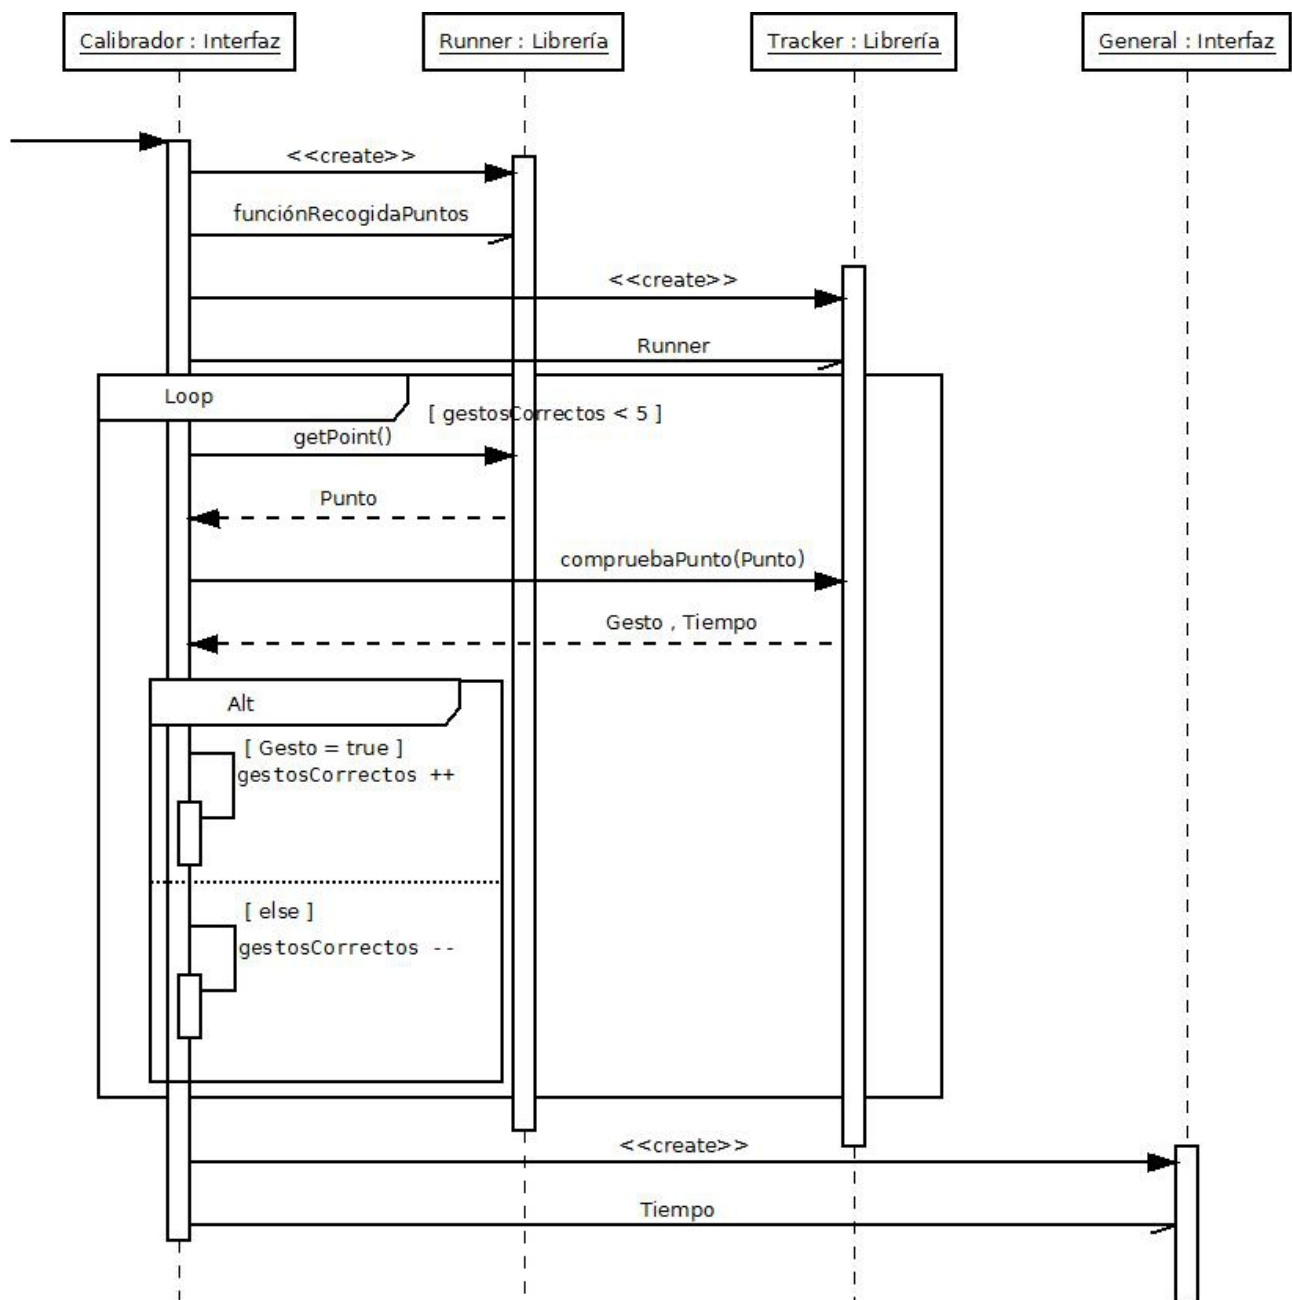 Calibrador : Interfaz
Runner : Librería
Tracker : Librería
General : Interfaz
<<create>>
funciónRecogidaPuntos
<<create>>
Runner
Loop
[ gestosCorrectos < 5 ]
getPoint()
Punto
compruebaPunto(Punto)
Gesto , Tiempo
Alt
[ Gesto = true ]
gestosCorrectos ++
[ else ]
gestosCorrectos --
<<create>>
Tiempo